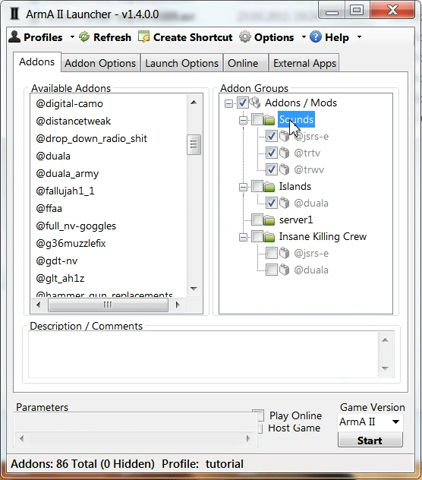 ArmA II Launcher - v1.4.0.0
Profiles Refresh Create Shortcut Options Help
Addons Addon Options Launch Options Online External Apps
Available Addons
@digital-camo
@distancetweak
@drop_down_radio_shit
@duala
@duala_army
@fallujah1_1
@ffaa
@full_nv-goggles
@g36muzzlefix
@gdt-nv
@glt_ah1z
@hammer_gun_replacements
Addon Groups
Addons / Mods
Sounds
@jsrs-e
@trtv
@trwv
Islands
@duala
server1
Insane Killing Crew
@jsrs-e
@duala
Description / Comments
Parameters
Play Online
Host Game
Game Version
ArmA II
Start
Addons: 86 Total (0 Hidden) Profile: tutorial